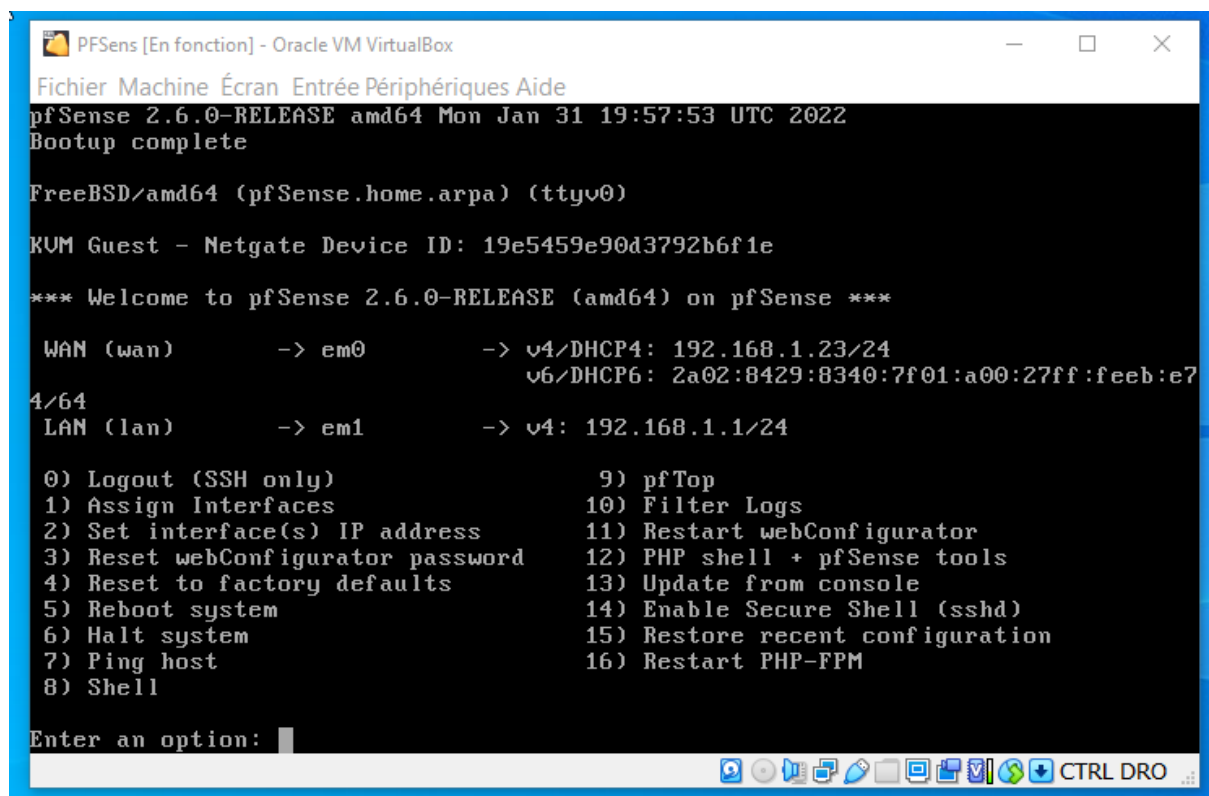 PFSens [En fonction] - Oracle VM VirtualBox
Fichier Machine Écran Entrée Périphériques Aide
pfSense 2.6.0-RELEASE amd64 Mon Jan 31 19:57:53 UTC 2022
Bootup complete
FreeBSD/amd64 (pfSense.home.arpa) (ttyv0)
KVM Guest - Netgate Device ID: 19e5459e90d3792b6f1e
*** Welcome to pfSense 2.6.0-RELEASE (amd64) on pfSense ***
WAN (wan) -> em0 -> v4/DHCP4: 192.168.1.23/24
v6/DHCP6: 2a02:8429:8340:7f01:a00:27ff:feeb:e7
4/64
LAN (lan) -> em1 -> v4: 192.168.1.1/24
0) Logout (SSH only) 9) pfTop
1) Assign Interfaces 10) Filter Logs
2) Set interface(s) IP address 11) Restart webConfigurator
3) Reset webConfigurator password 12) PHP shell + pfSense tools
4) Reset to factory defaults 13) Update from console
5) Reboot system 14) Enable Secure Shell (sshd)
6) Halt system 15) Restore recent configuration
7) Ping host 16) Restart PHP-FPM
8) Shell
Enter an option:
CTRL DRO